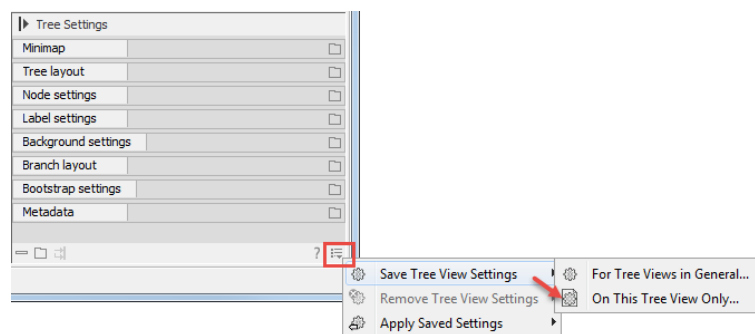 Tree Settings
Minimap
Tree layout
Node settings
Label settings
Background settings
Branch layout
Bootstrap settings
Metadata
?
Save Tree View Settings
For Tree Views in General...
Remove Tree View Settings
On This Tree View Only...
Apply Saved Settings